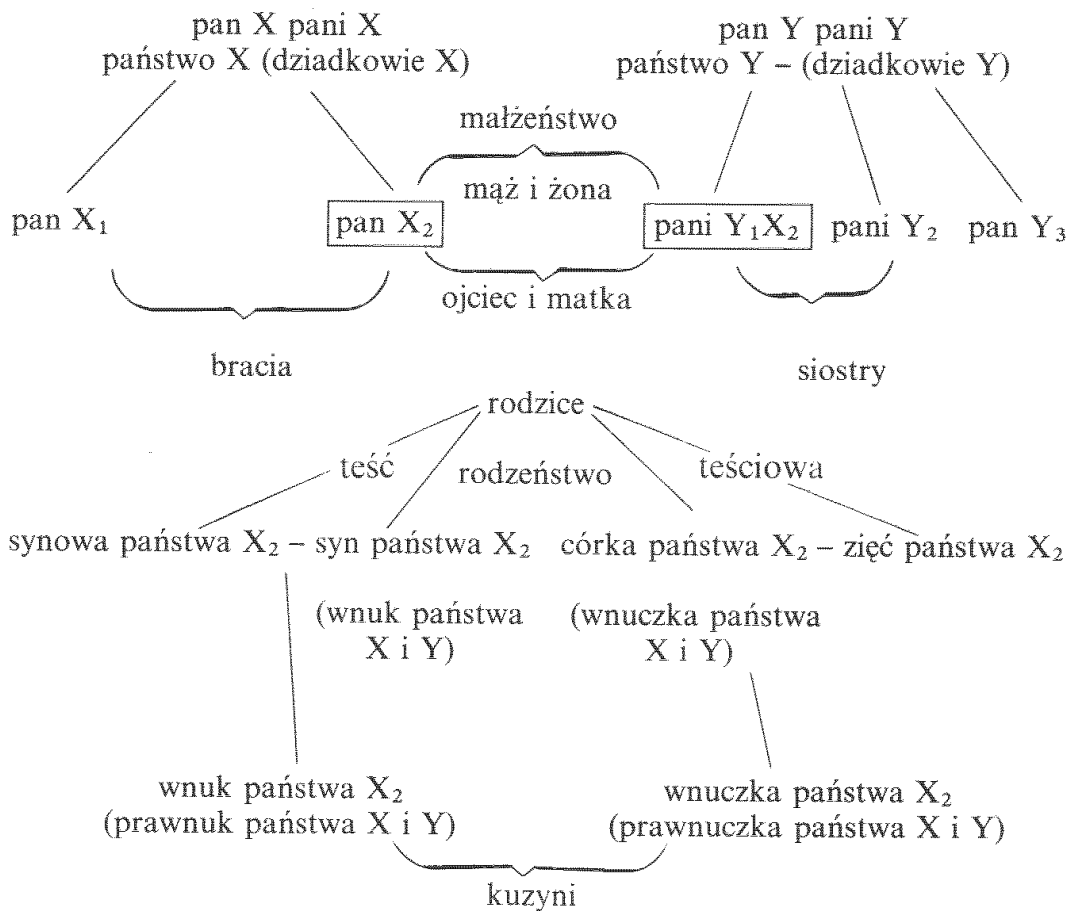 pan X pani X
państwo X (dziadkowie X)
pan Y pani Y
państwo Y – (dziadkowie Y)
małżeństwo
mąż i żona
pan X₁
pan X₂
pani Y₁X₂
pani Y₂
pan Y₃
ojciec i matka
bracia
siostry
rodzice
teść
rodzeństwo
teściowa
synowa państwa X₂ – syn państwa X₂
córka państwa X₂ – zięć państwa X₂
(wnuk państwa
X i Y)
(wnuczka państwa
X i Y)
wnuk państwa X₂
(prawnuk państwa X i Y)
wnuczka państwa X₂
(prawnuczka państwa X i Y)
kuzyni